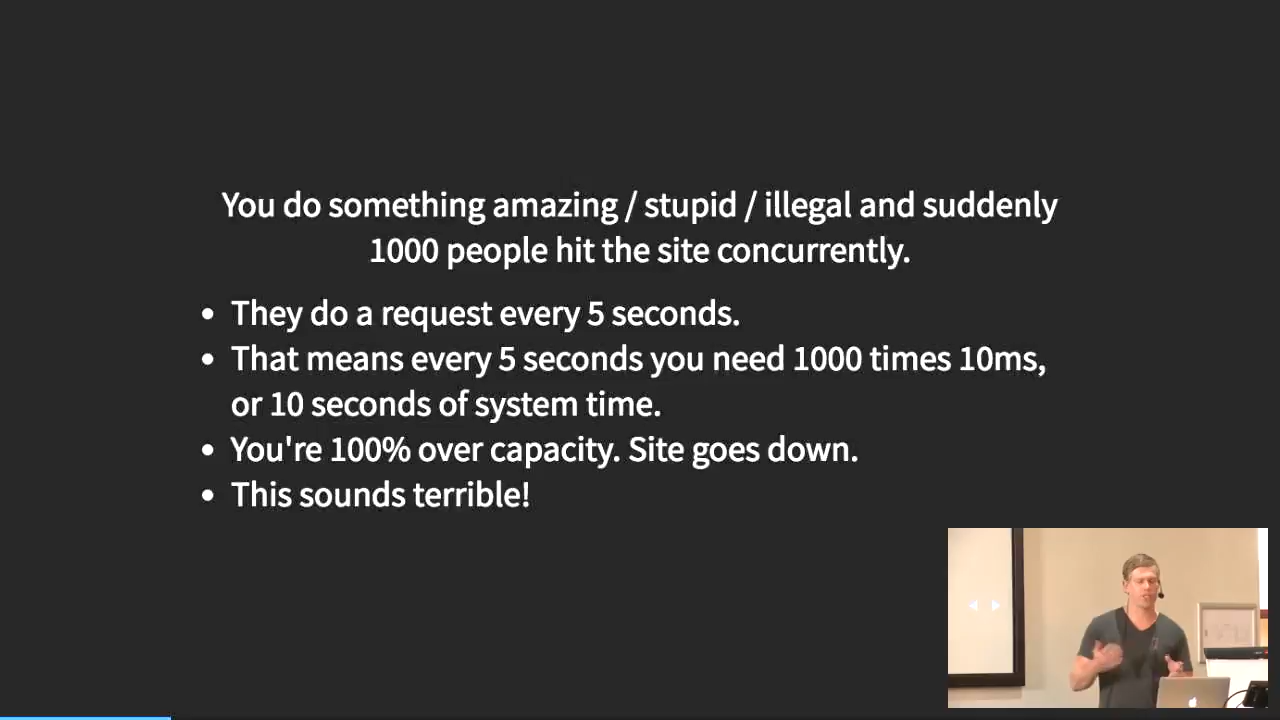 You do something amazing / stupid / illegal and suddenly
1000 people hit the site concurrently.
• They do a request every 5 seconds.
• That means every 5 seconds you need 1000 times 10ms,
or 10 seconds of system time.
• You're 100% over capacity. Site goes down.
• This sounds terrible!